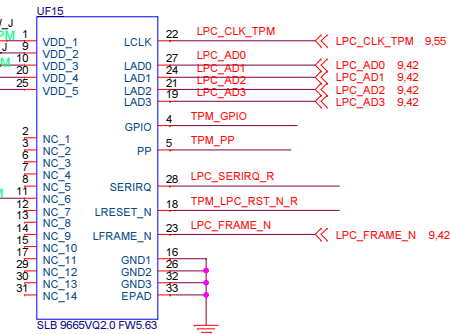 UF15
_J
PM
J
M
M
1 VDD_1 LCLK 22 LPC_CLK_TPM LPC_CLK_TPM 9,55
9 VDD_2
10 VDD_3 LAD0 27 LPC_AD0 LPC_AD0 9,42
20 VDD_4 LAD1 24 LPC_AD1 LPC_AD1 9,42
25 VDD_5 LAD2 21 LPC_AD2 LPC_AD2 9,42
LAD3 19 LPC_AD3 LPC_AD3 9,42
GPIO 4 TPM_GPIO
2 NC_1
3 NC_2 PP 5 TPM_PP
6 NC_3
7 NC_4
8 NC_5 SERIRQ 28 LPC_SERIRQ_R
11 NC_6
12 NC_7 LRESET_N 18 TPM_LPC_RST_N_R
13 NC_8
14 NC_9 LFRAME_N 23 LPC_FRAME_N LPC_FRAME_N 9,42
15 NC_10
17 NC_11 GND1 16
29 NC_12 GND2 26
30 NC_13 GND3 32
31 NC_14 EPAD 33
SLB 9665VQ2.0 FW5.63